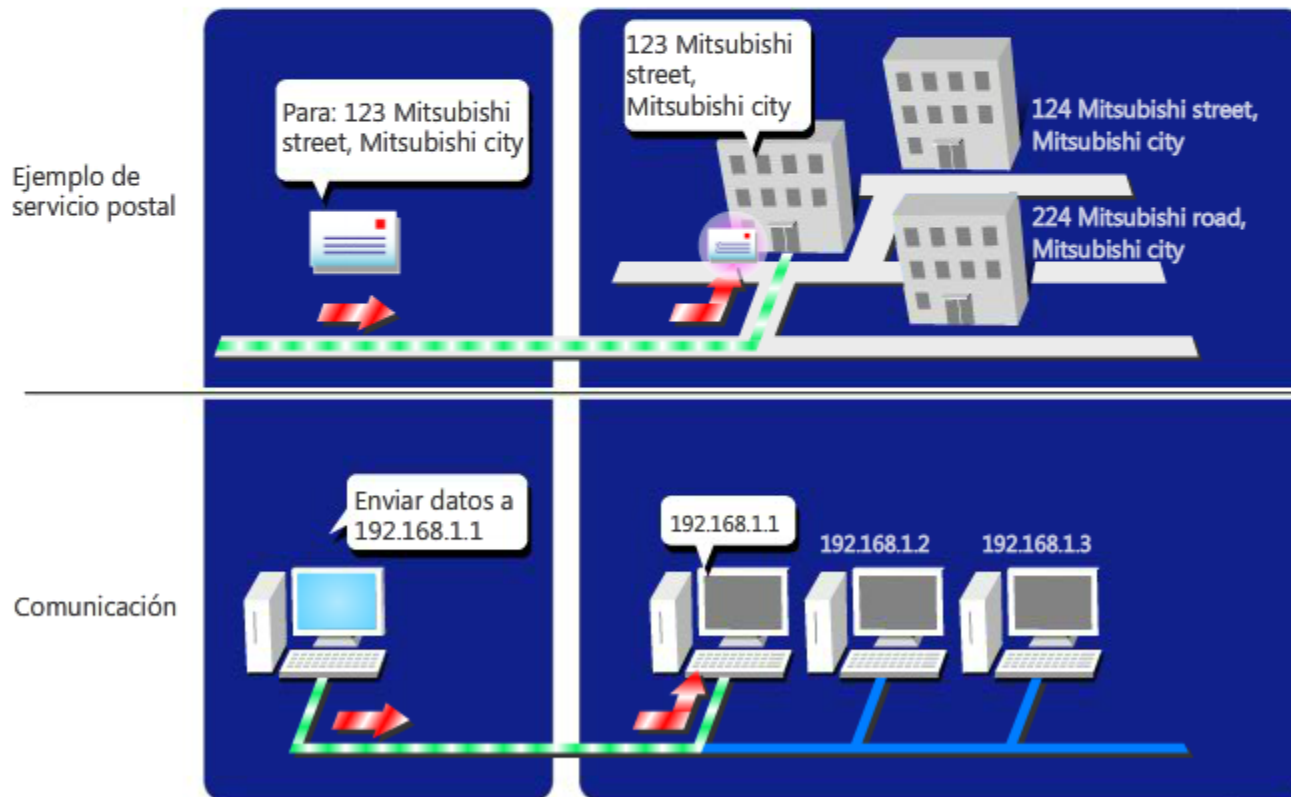 Ejemplo de
servicio postal
Para: 123 Mitsubishi
street, Mitsubishi city
123 Mitsubishi
street,
Mitsubishi city
124 Mitsubishi street,
Mitsubishi city
224 Mitsubishi road,
Mitsubishi city
Comunicación
Enviar datos a
192.168.1.1
192.168.1.1
192.168.1.2
192.168.1.3